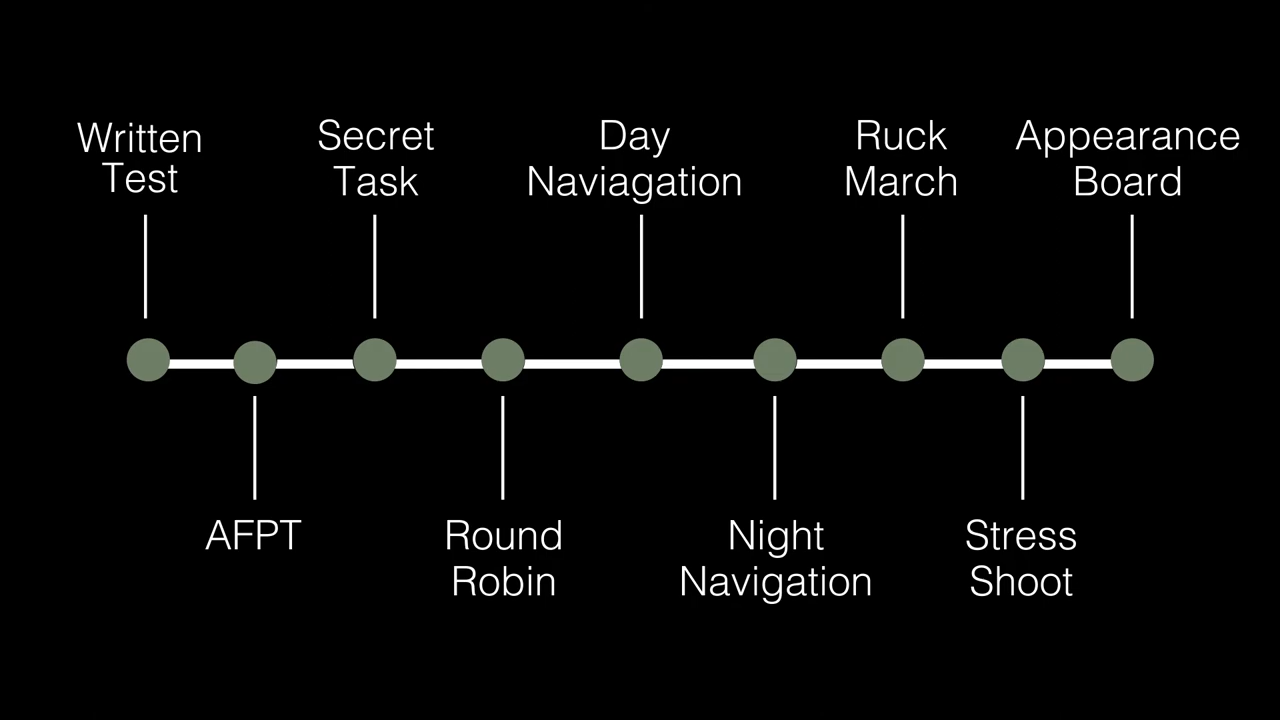 Written
Test
Secret
Task
Day
Naviagation
Ruck
March
Appearance
Board
AFPT
Round
Robin
Night
Navigation
Stress
Shoot